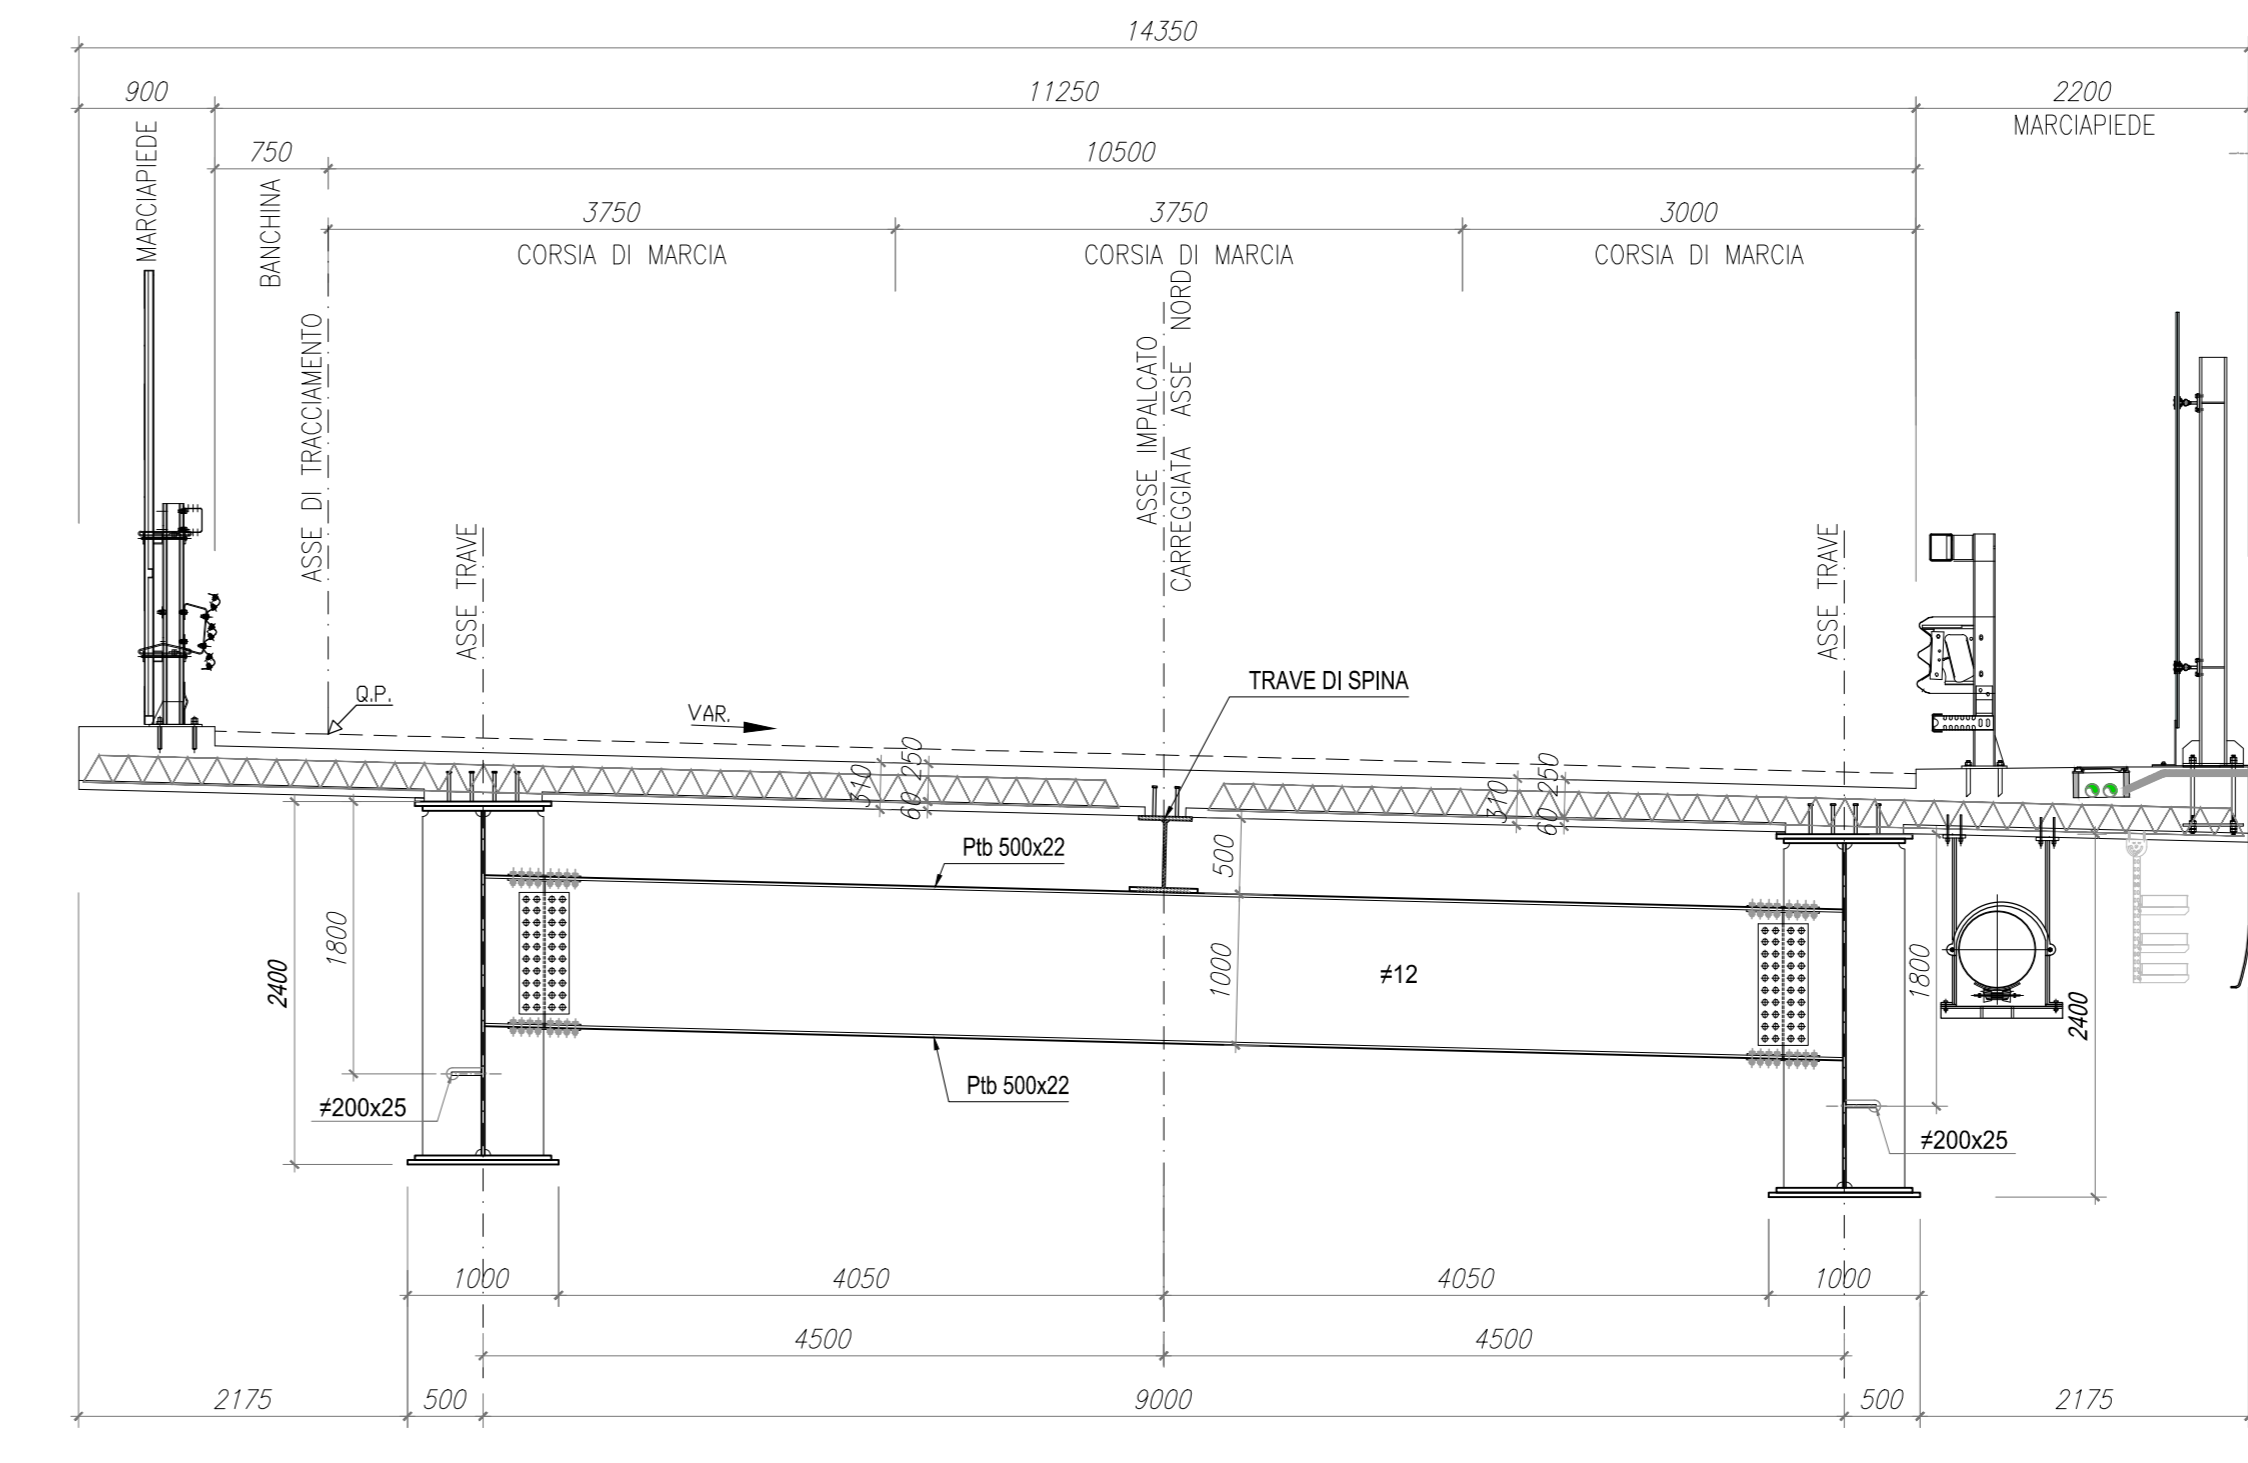 14350
900
11250
2200
MARCIAPIEDE
MARCIAPIEDE
750
10500
BANCHINA
3750
3750
3000
CORSIA DI MARCIA
CORSIA DI MARCIA
CORSIA DI MARCIA
ASSE DI TRACCIAMENTO
ASSE IMPALCATO
CARREGGIATA ASSE NORD
ASSE TRAVE
ASSE TRAVE
TRAVE DI SPINA
Q.P.
VAR.
310
60 250
310
60 250
Ptb 500x22
500
1800
2400
1000
≠12
1800
2400
Ptb 500x22
≠200x25
≠200x25
1000
4050
4050
1000
4500
4500
2175
500
9000
500
2175